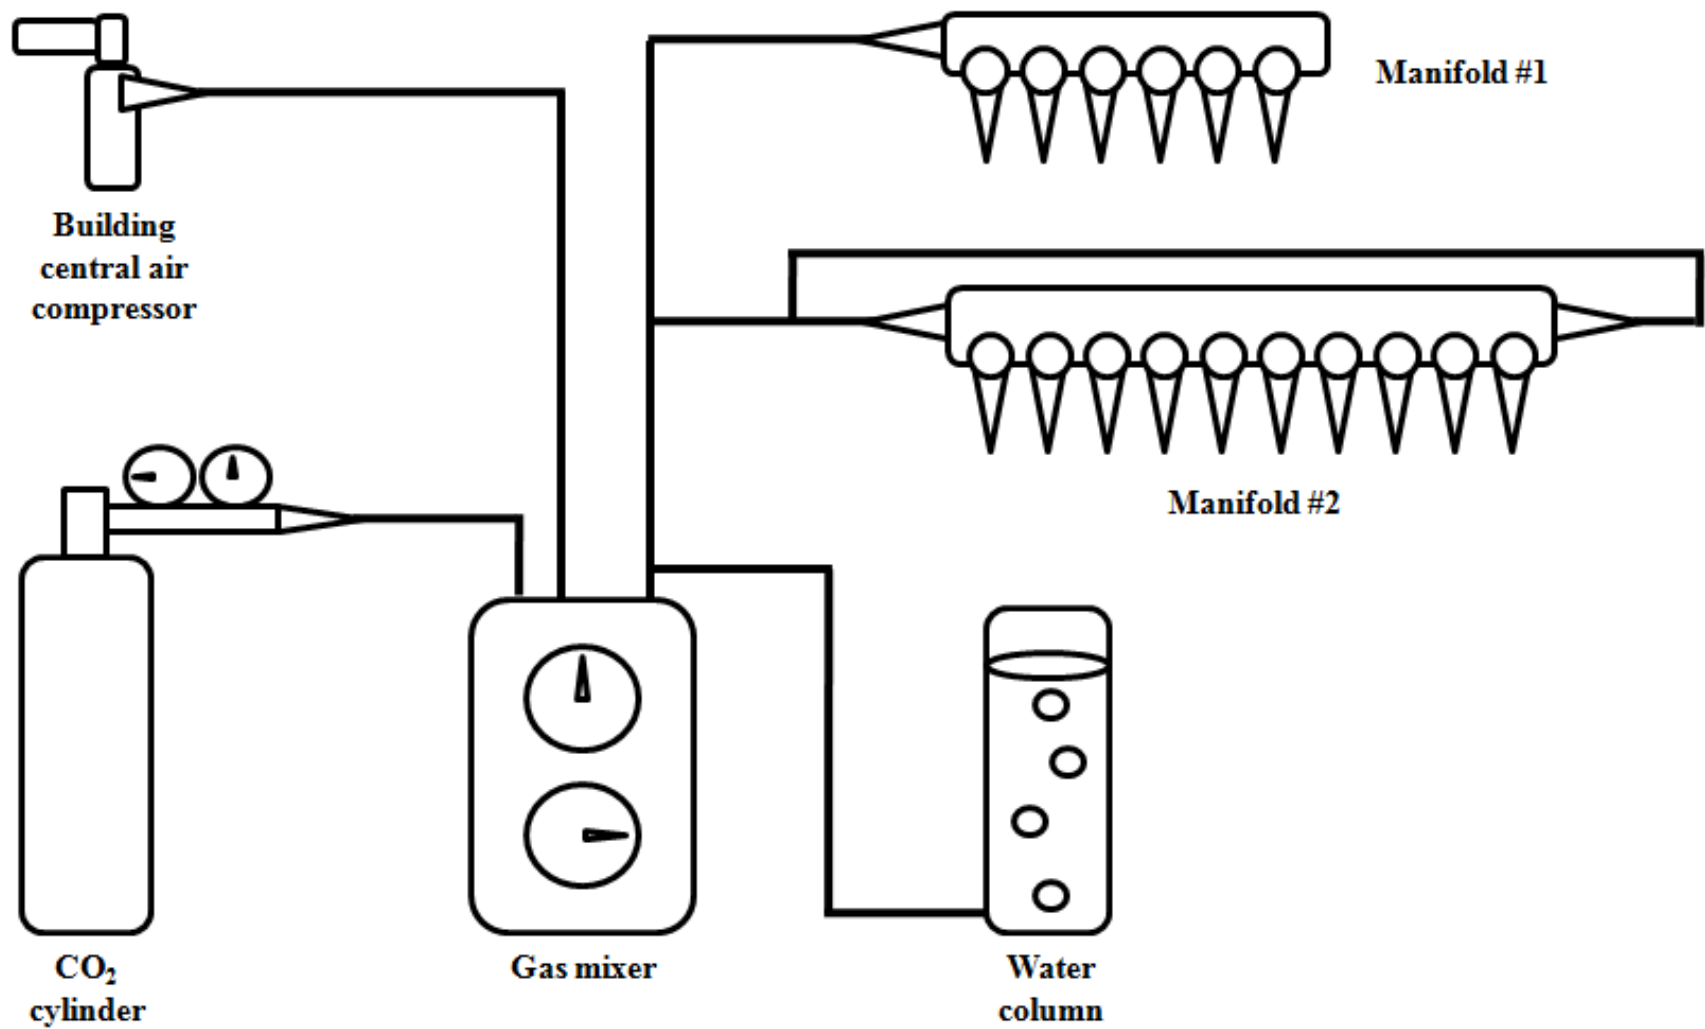 Manifold #1
Building
central air
compressor
Manifold #2
CO₂
cylinder
Gas mixer
Water
column